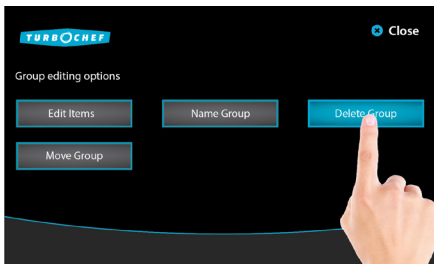 TURBOCHEF
Close
Group editing options
Edit Items
Name Group
Delete Group
Move Group